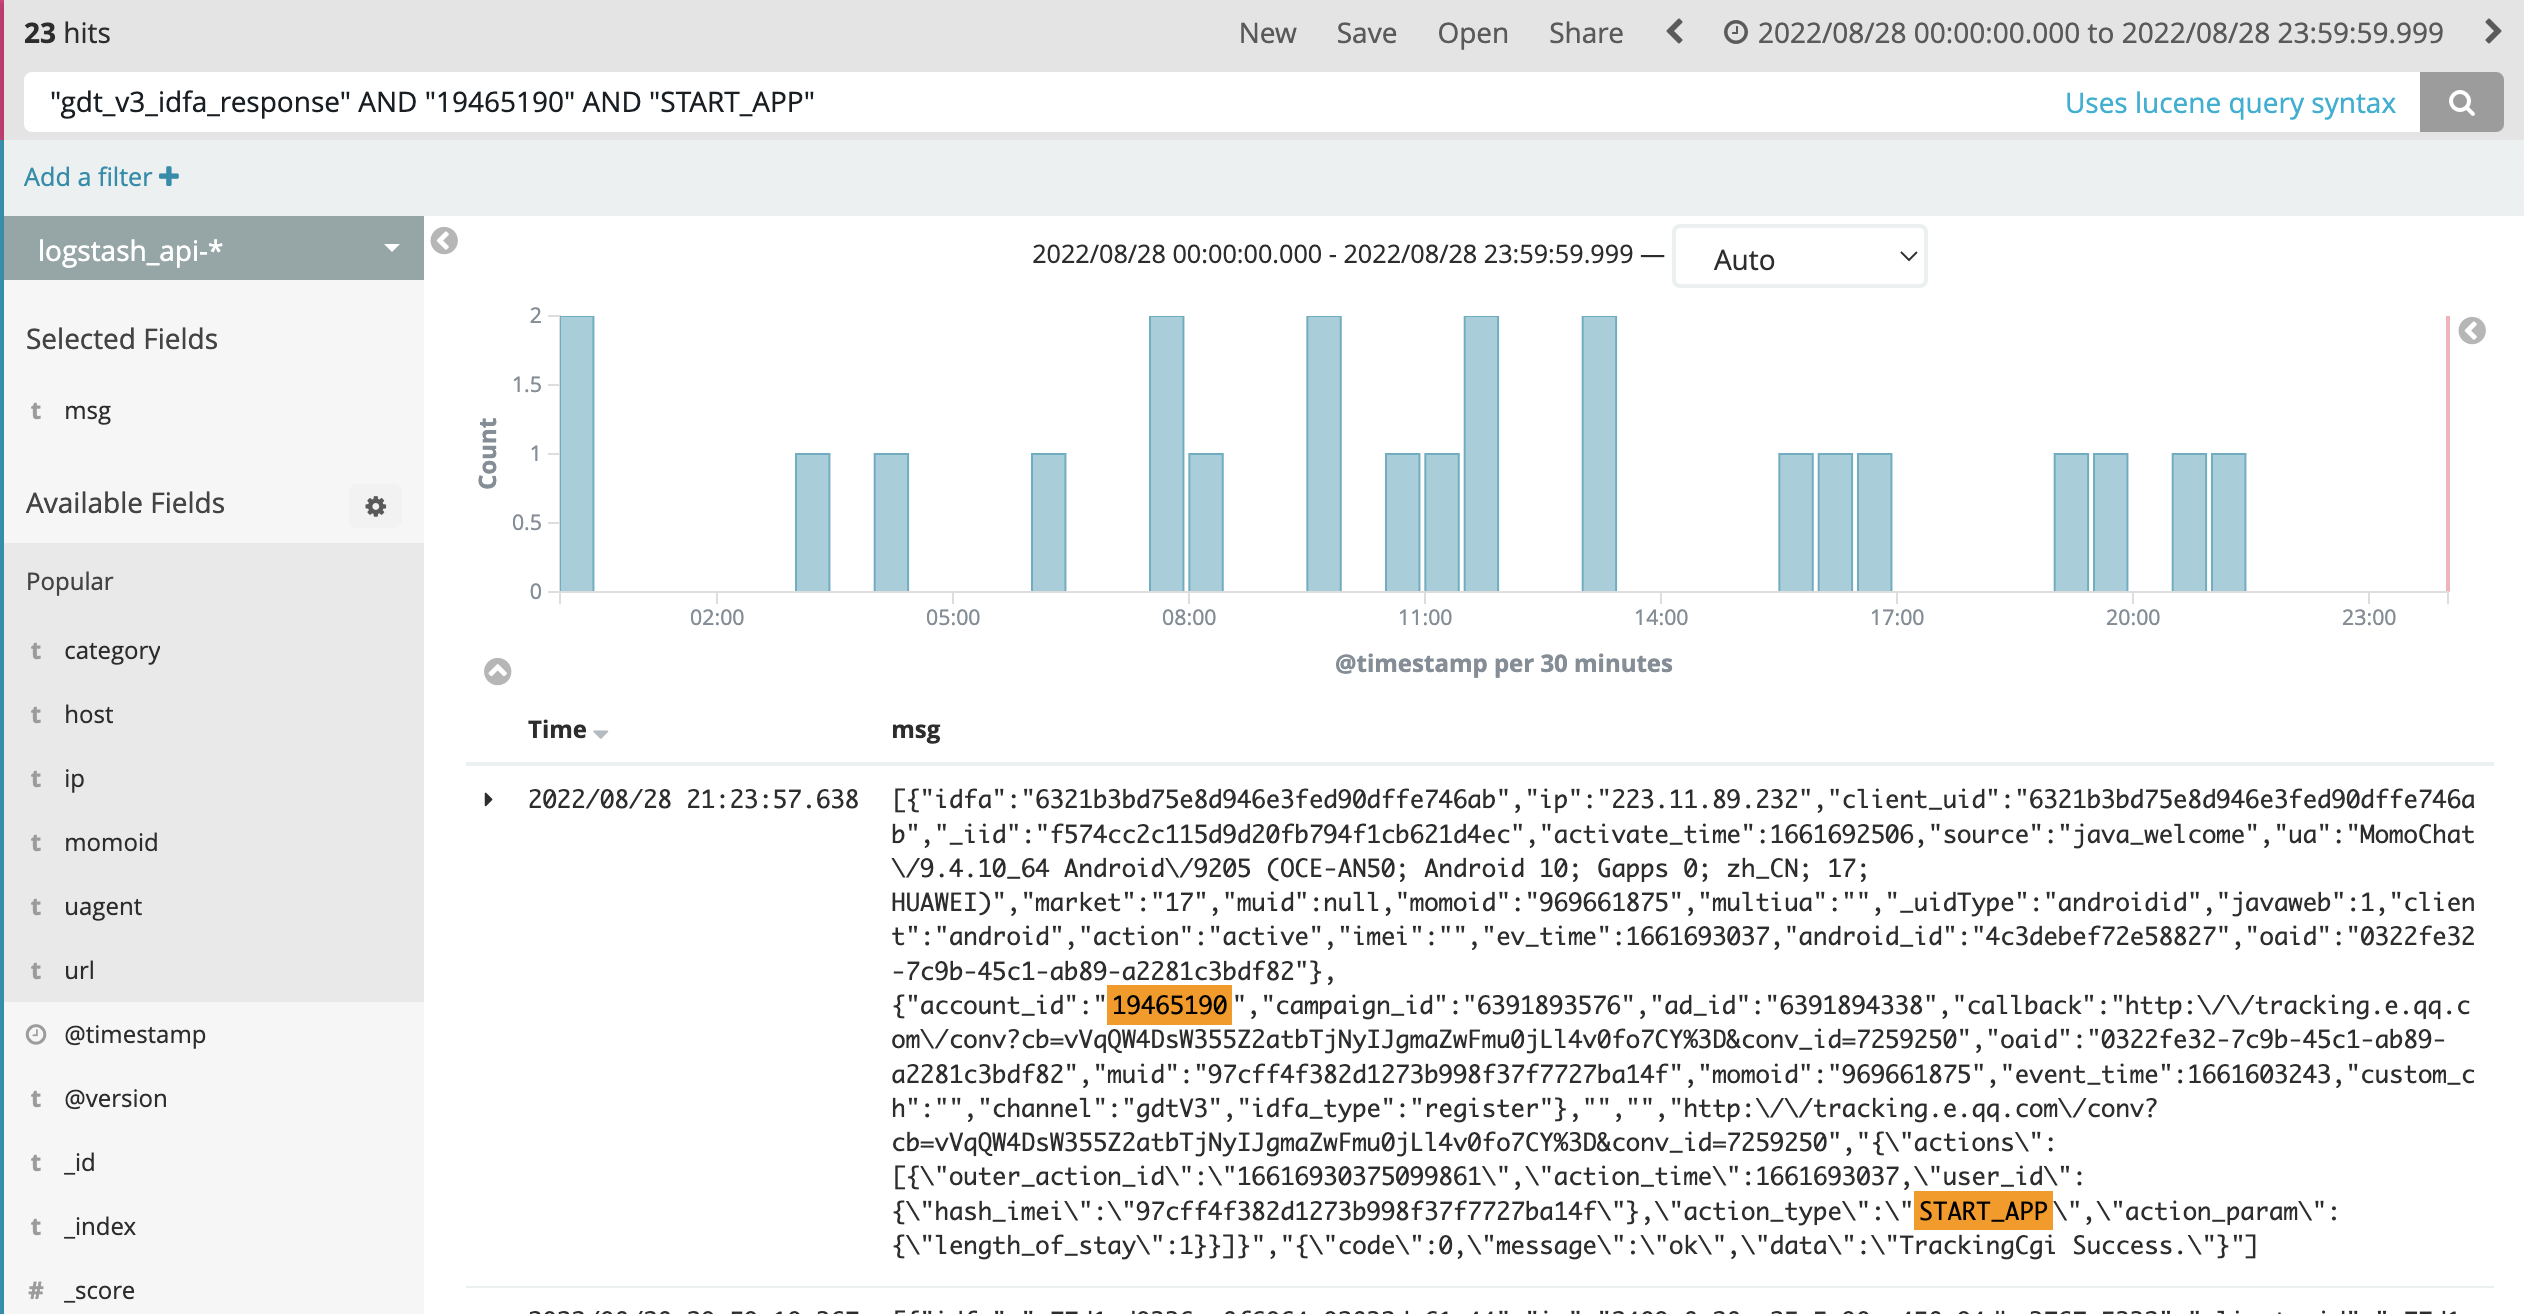 23 hits
New Save Open Share 2022/08/28 00:00:00.000 to 2022/08/28 23:59:59.999
"gdt_v3_idfa_response" AND "19465190" AND "START_APP"
Uses lucene query syntax
Add a filter
logstash_api-*
Selected Fields
t msg
Available Fields
Popular
t category
t host
t ip
t momoid
t uagent
t url
@timestamp
t @version
t _id
t _index
# _score
2022/08/28 00:00:00.000 - 2022/08/28 23:59:59.999 —
Auto
Count
2
1.5
1
0.5
0
02:00 05:00 08:00 11:00 14:00 17:00 20:00 23:00
@timestamp per 30 minutes
Time msg
2022/08/28 21:23:57.638
[{"idfa":"6321b3bd75e8d946e3fed90dffe746ab","ip":"223.11.89.232","client_uid":"6321b3bd75e8d946e3fed90dffe746a
b","_iid":"f574cc2c115d9d20fb794f1cb621d4ec","activate_time":1661692506,"source":"java_welcome","ua":"MomoChat
\/9.4.10_64 Android\/9205 (OCE-AN50; Android 10; Gapps 0; zh_CN; 17;
HUAWEI)","market":"17","muid":null,"momoid":"969661875","multiua":"","_uidType":"androidid","javaweb":1,"clien
t":"android","action":"active","imei":"","ev_time":1661693037,"android_id":"4c3debef72e58827","oaid":"0322fe32
-7c9b-45c1-ab89-a2281c3bdf82"},
{"account_id":"19465190","campaign_id":"6391893576","ad_id":"6391894338","callback":"http:\/\/tracking.e.qq.c
om\/conv?cb=vVqQW4DsW355Z2atbTjNyIJgmaZwFmu0jLl4v0fo7CY%3D&conv_id=7259250","oaid":"0322fe32-7c9b-45c1-ab89-
a2281c3bdf82","muid":"97cff4f382d1273b998f37f7727ba14f","momoid":"969661875","event_time":1661603243,"custom_c
h":"","channel":"gdtV3","idfa_type":"register"},"","","http:\/\/tracking.e.qq.com\/conv?
cb=vVqQW4DsW355Z2atbTjNyIJgmaZwFmu0jLl4v0fo7CY%3D&conv_id=7259250","{\"actions\":
[{\"outer_action_id\":\"16616930375099861\",\"action_time\":1661693037,\"user_id\":
{\"hash_imei\":\"97cff4f382d1273b998f37f7727ba14f\"},\"action_type\":\"START_APP\",\"action_param\":
{\"length_of_stay\":1}}]}","{\"code\":0,\"message\":\"ok\",\"data\":\"TrackingCgi Success.\"}"]